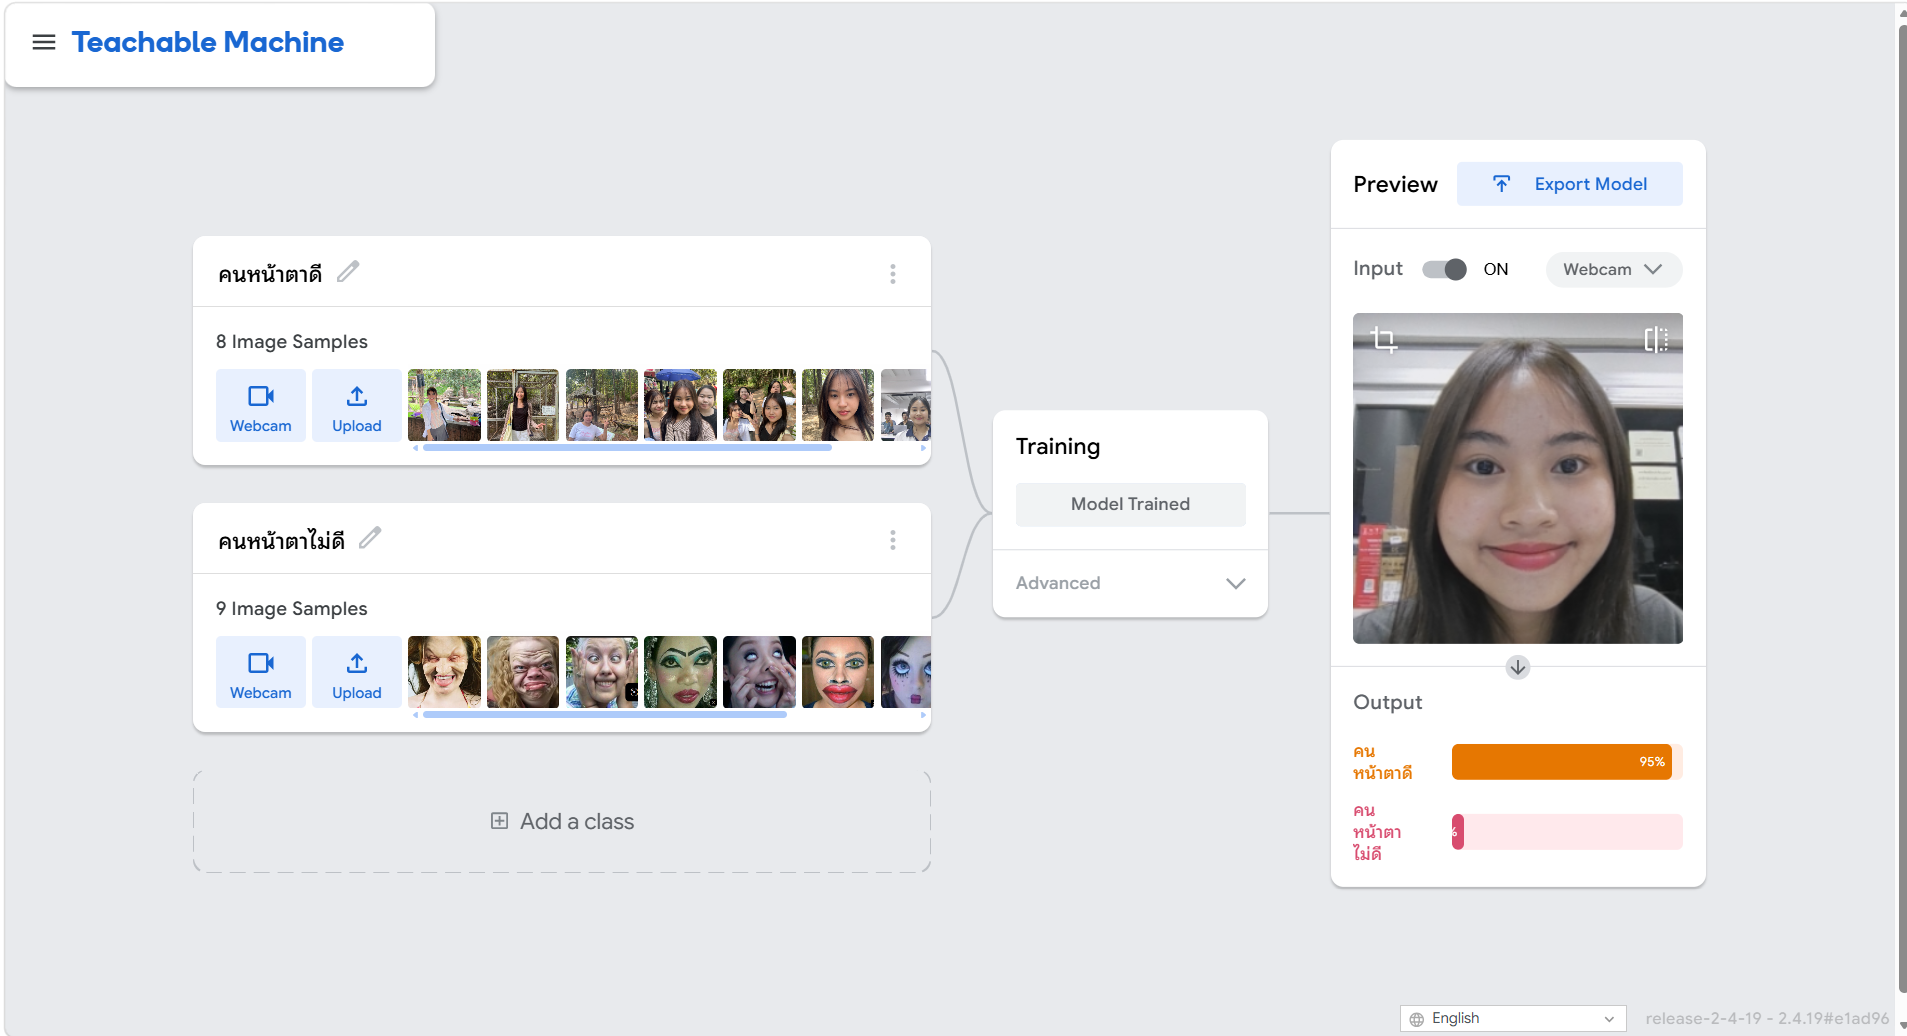 Teachable Machine
คนหน้าตาดี
8 Image Samples
Webcam
Upload
คนหน้าตาไม่ดี
9 Image Samples
Webcam
Upload
Add a class
Training
Model Trained
Advanced
Preview
Export Model
Input
ON
Webcam
Output
คน
หน้าตาดี
95%
คน
หน้าตา
ไม่ดี
%
English
release-2-4-19 - 2.4.19#e1ad96